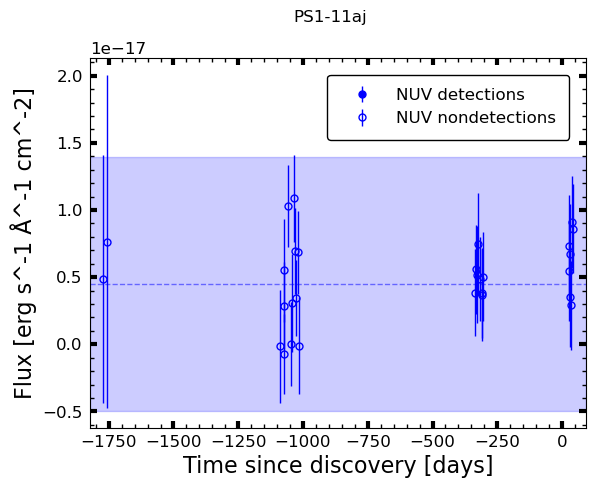 PS1-11aj
1e−17
2.0
1.5
1.0
0.5
0.0
−0.5
Flux [erg s^-1 Å^-1 cm^-2]
NUV detections
NUV nondetections
−1750 −1500 −1250 −1000 −750 −500 −250 0
Time since discovery [days]